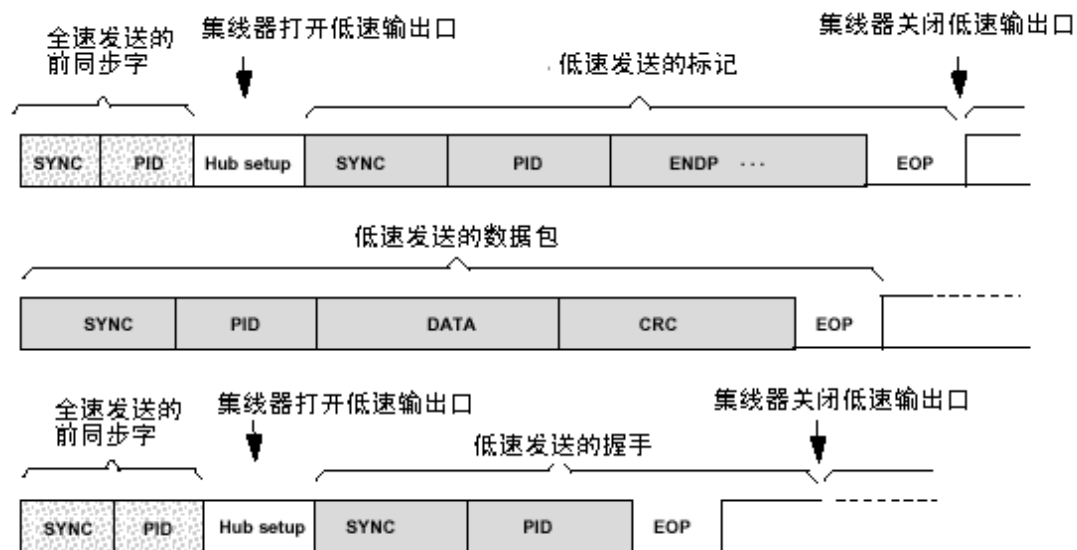 全速发送的
前同步字
集线器打开低速输出口
集线器关闭低速输出口
低速发送的标记
SYNC PID Hub setup SYNC PID ENDP ··· EOP
低速发送的数据包
SYNC PID DATA CRC EOP
全速发送的
前同步字
集线器打开低速输出口
集线器关闭低速输出口
低速发送的握手
SYNC PID Hub setup SYNC PID EOP